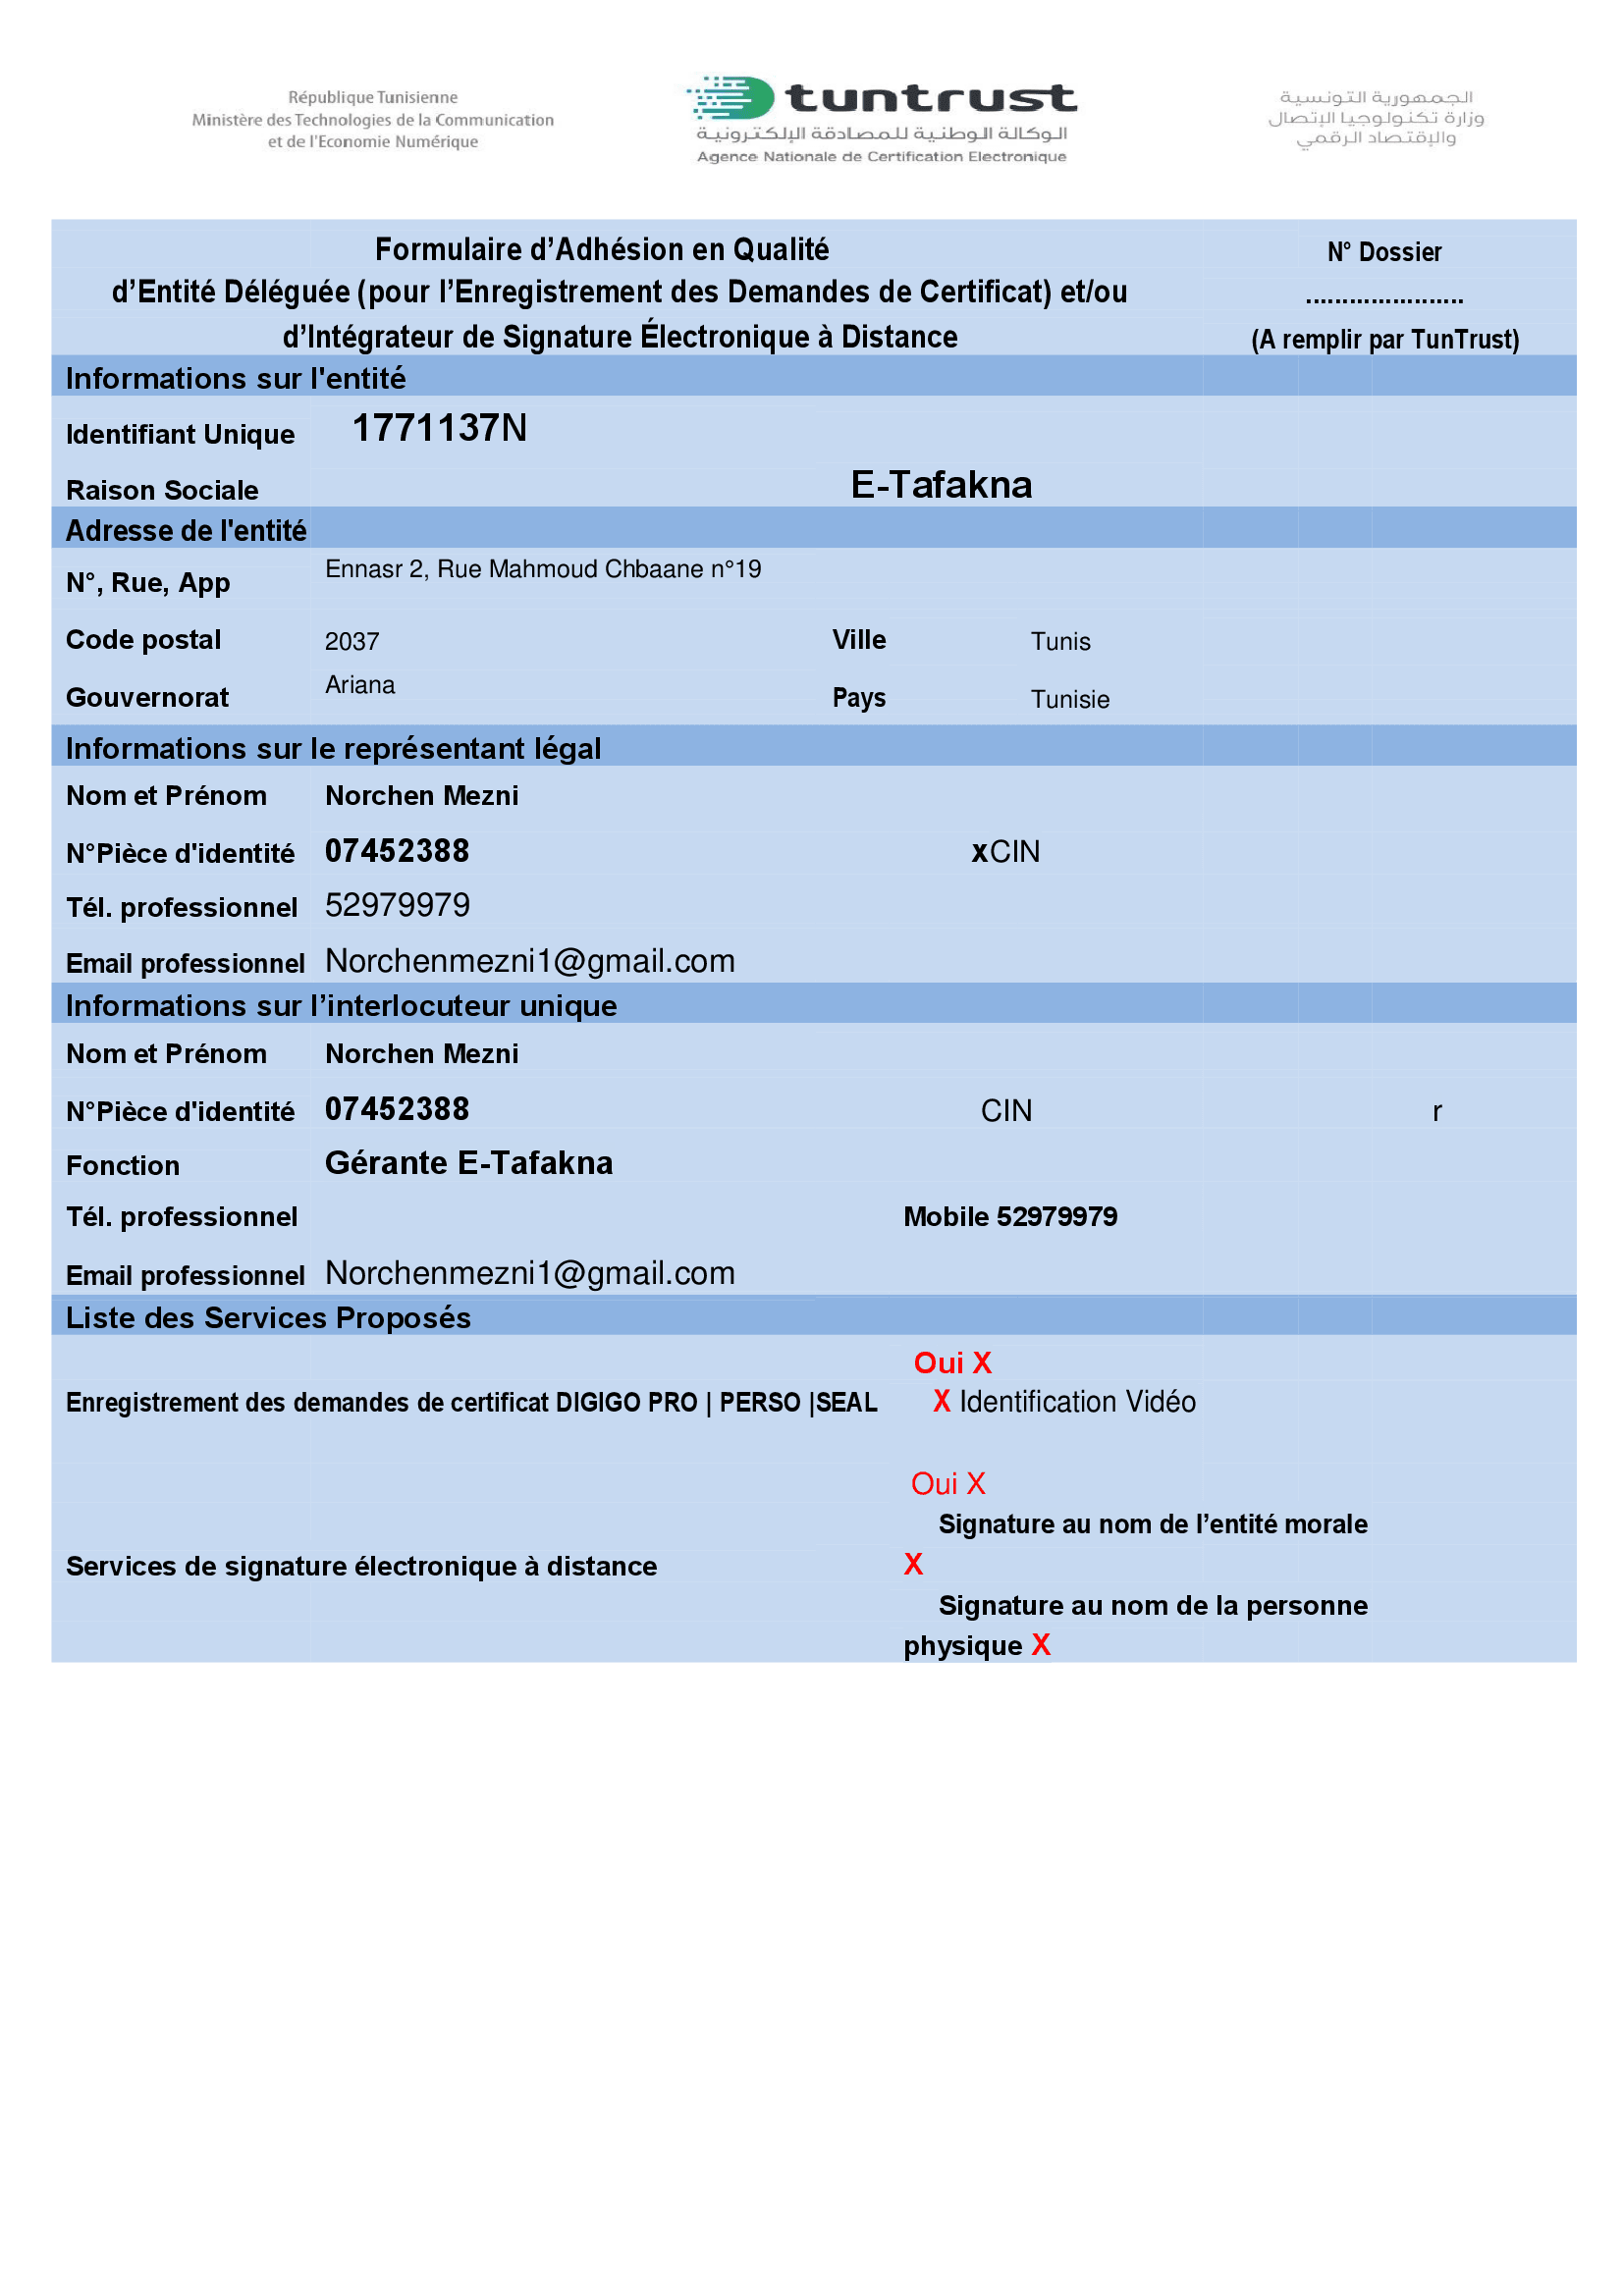 République Tunisienne
Ministère des Technologies de la Communication
et de l'Economie Numérique
tuntrust
الوكالة الوطنية للمصادقة الإلكترونية
Agence Nationale de Certification Electronique
الجمهورية التونسية
وزارة تكنولوجيا الإتصال
والإقتصاد الرقمي
Formulaire d’Adhésion en Qualité
d’Entité Déléguée (pour l’Enregistrement des Demandes de Certificat) et/ou
d’Intégrateur de Signature Électronique à Distance
N° Dossier
......................
(A remplir par TunTrust)
Informations sur l'entité
Identifiant Unique 1771137N
Raison Sociale E-Tafakna
Adresse de l'entité
N°, Rue, App Ennasr 2, Rue Mahmoud Chbaane n°19
Code postal 2037 Ville Tunis
Gouvernorat Ariana Pays Tunisie
Informations sur le représentant légal
Nom et Prénom Norchen Mezni
N°Pièce d'identité 07452388 xCIN
Tél. professionnel 52979979
Email professionnel Norchenmezni1@gmail.com
Informations sur l’interlocuteur unique
Nom et Prénom Norchen Mezni
N°Pièce d'identité 07452388 CIN r
Fonction Gérante E-Tafakna
Tél. professionnel Mobile 52979979
Email professionnel Norchenmezni1@gmail.com
Liste des Services Proposés
Oui X
Enregistrement des demandes de certificat DIGIGO PRO | PERSO |SEAL X Identification Vidéo
Oui X
Signature au nom de l’entité morale
Services de signature électronique à distance X
Signature au nom de la personne
physique X